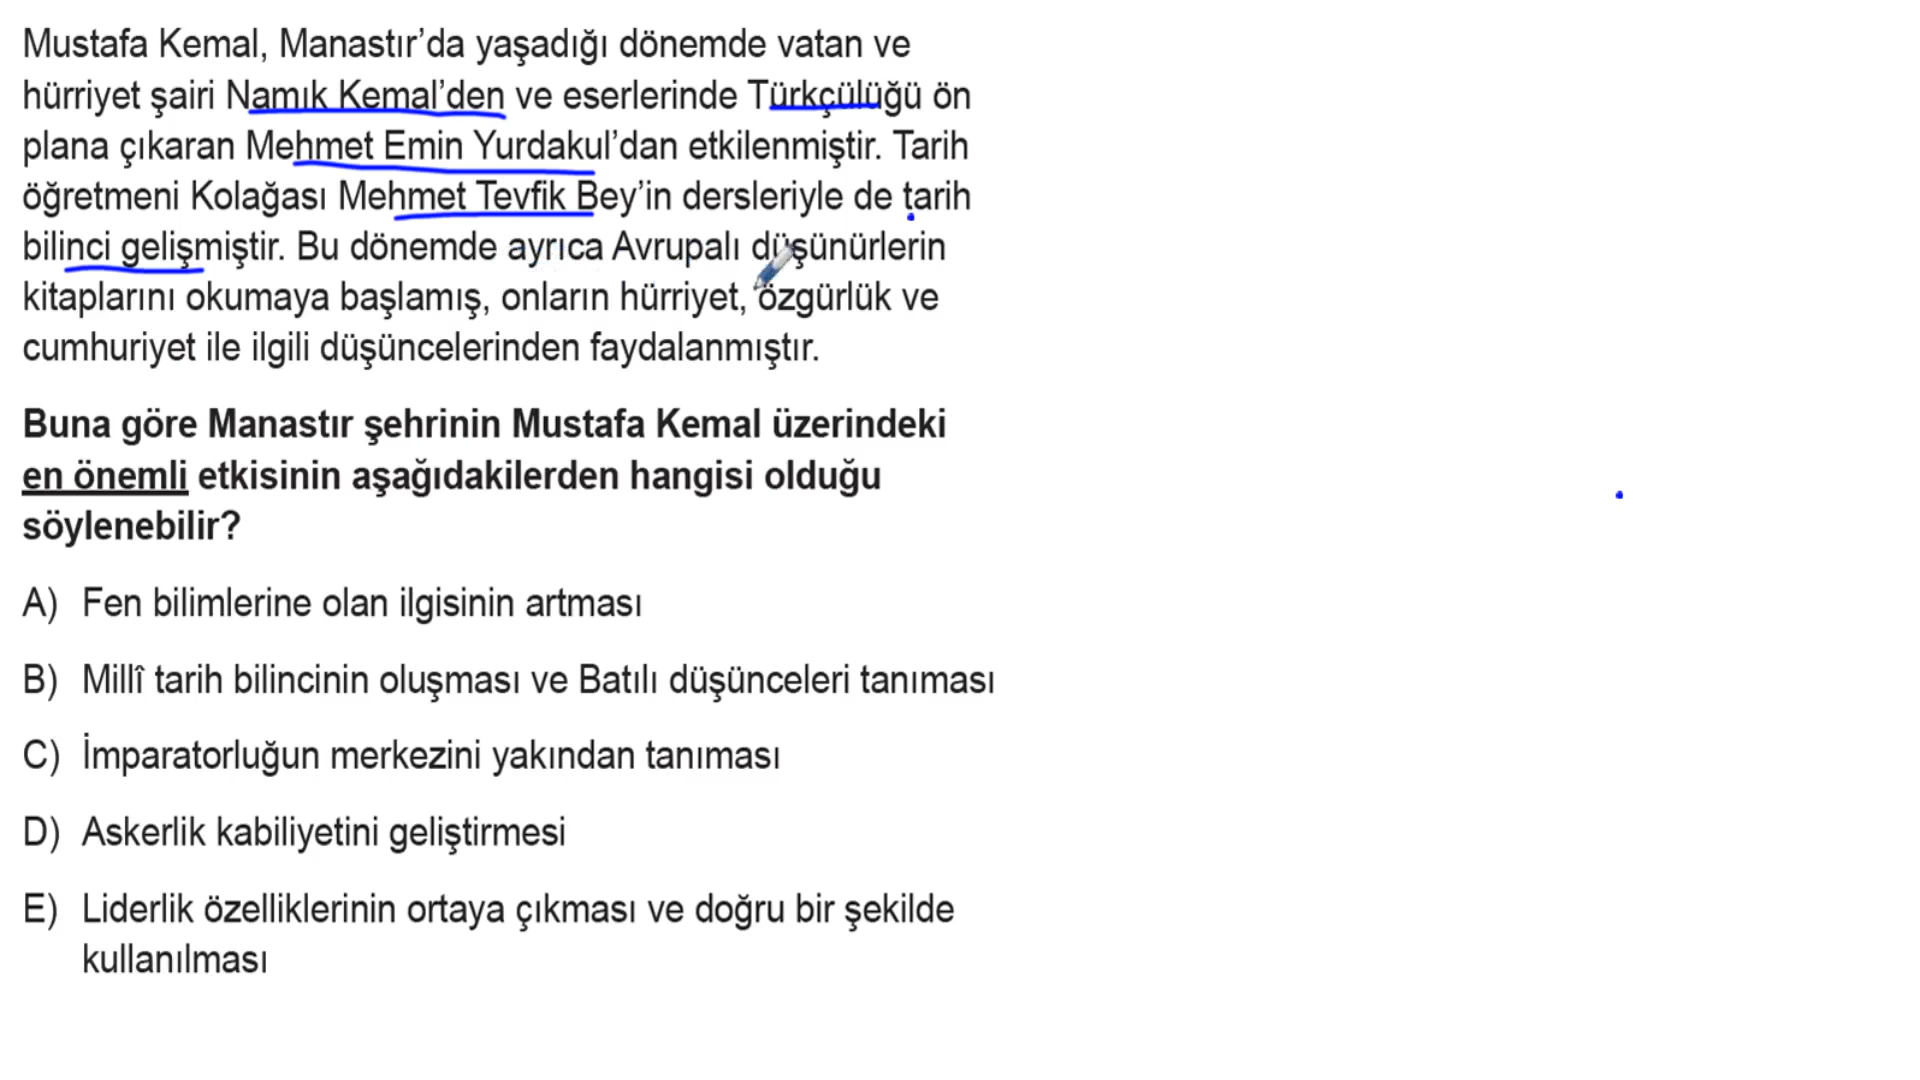 Mustafa Kemal, Manastır’da yaşadığı dönemde vatan ve
hürriyet şairi Namık Kemal’den ve eserlerinde Türkçülüğü ön
plana çıkaran Mehmet Emin Yurdakul’dan etkilenmiştir. Tarih
öğretmeni Kolağası Mehmet Tevfik Bey’in dersleriyle de tarih
bilinci gelişmiştir. Bu dönemde ayrıca Avrupalı düşünürlerin
kitaplarını okumaya başlamış, onların hürriyet, özgürlük ve
cumhuriyet ile ilgili düşüncelerinden faydalanmıştır.
Buna göre Manastır şehrinin Mustafa Kemal üzerindeki
en önemli etkisinin aşağıdakilerden hangisi olduğu
söylenebilir?
A) Fen bilimlerine olan ilgisinin artması
B) Millî tarih bilincinin oluşması ve Batılı düşünceleri tanıması
C) İmparatorluğun merkezini yakından tanıması
D) Askerlik kabiliyetini geliştirmesi
E) Liderlik özelliklerinin ortaya çıkması ve doğru bir şekilde
kullanılması